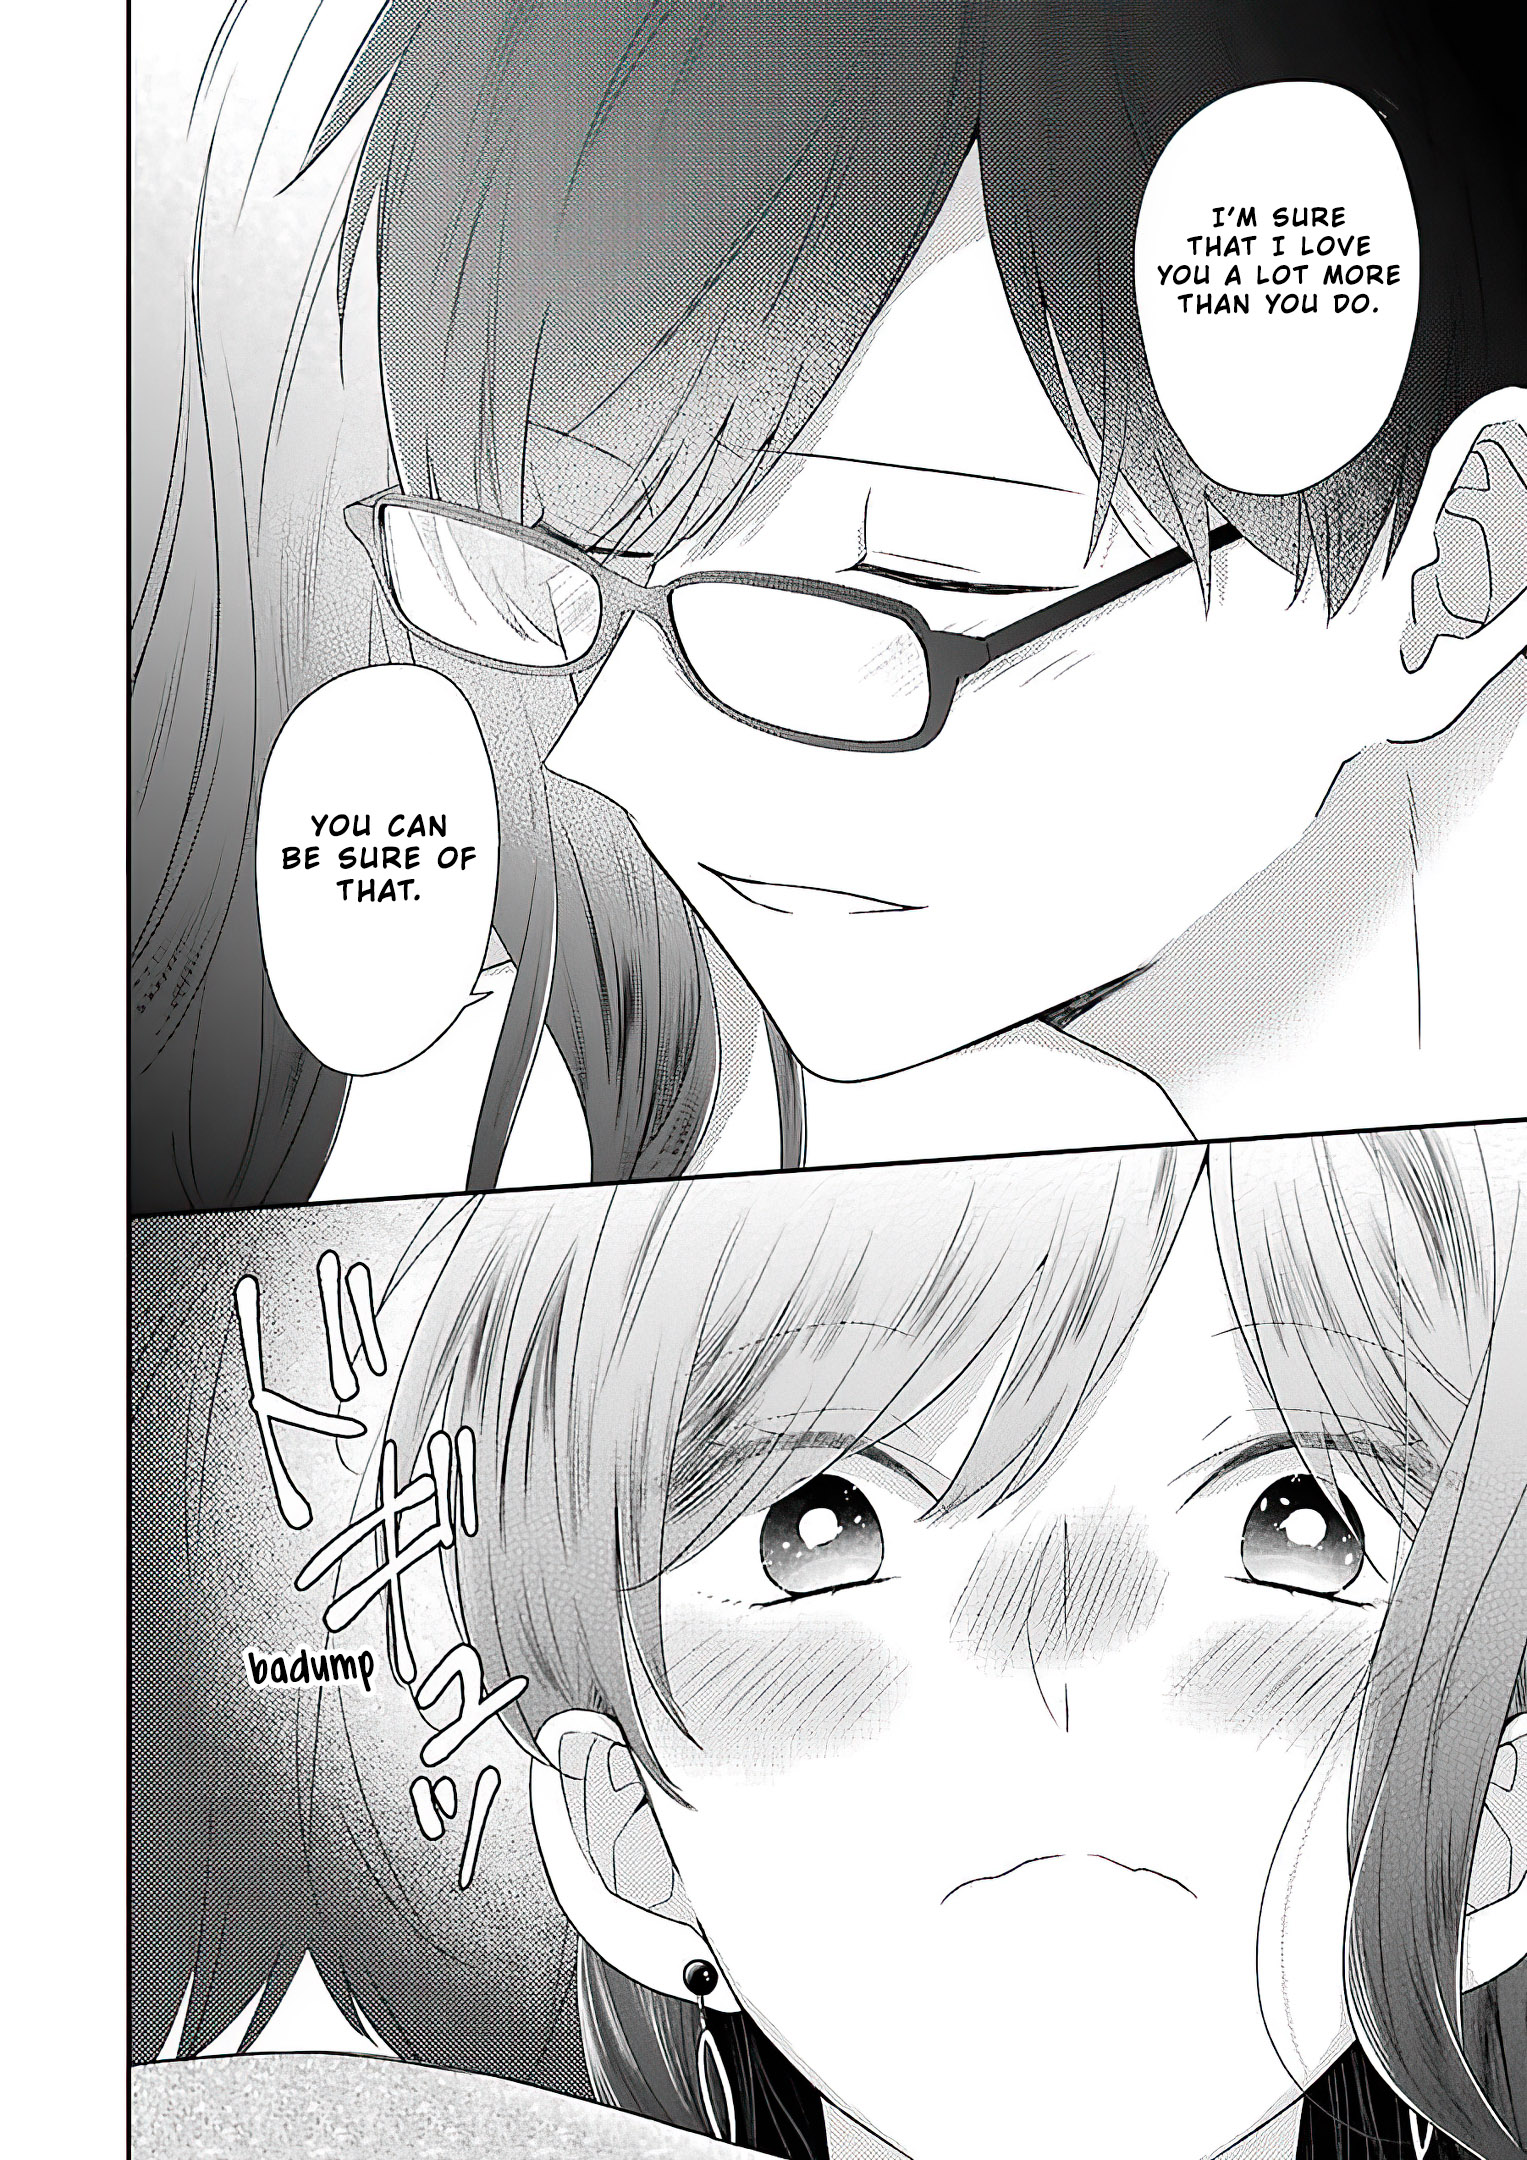 I'M SURE
THAT I LOVE
YOU A LOT MORE
THAN YOU DO.
YOU CAN
BE SURE OF
THAT.
ドギュッ
badump